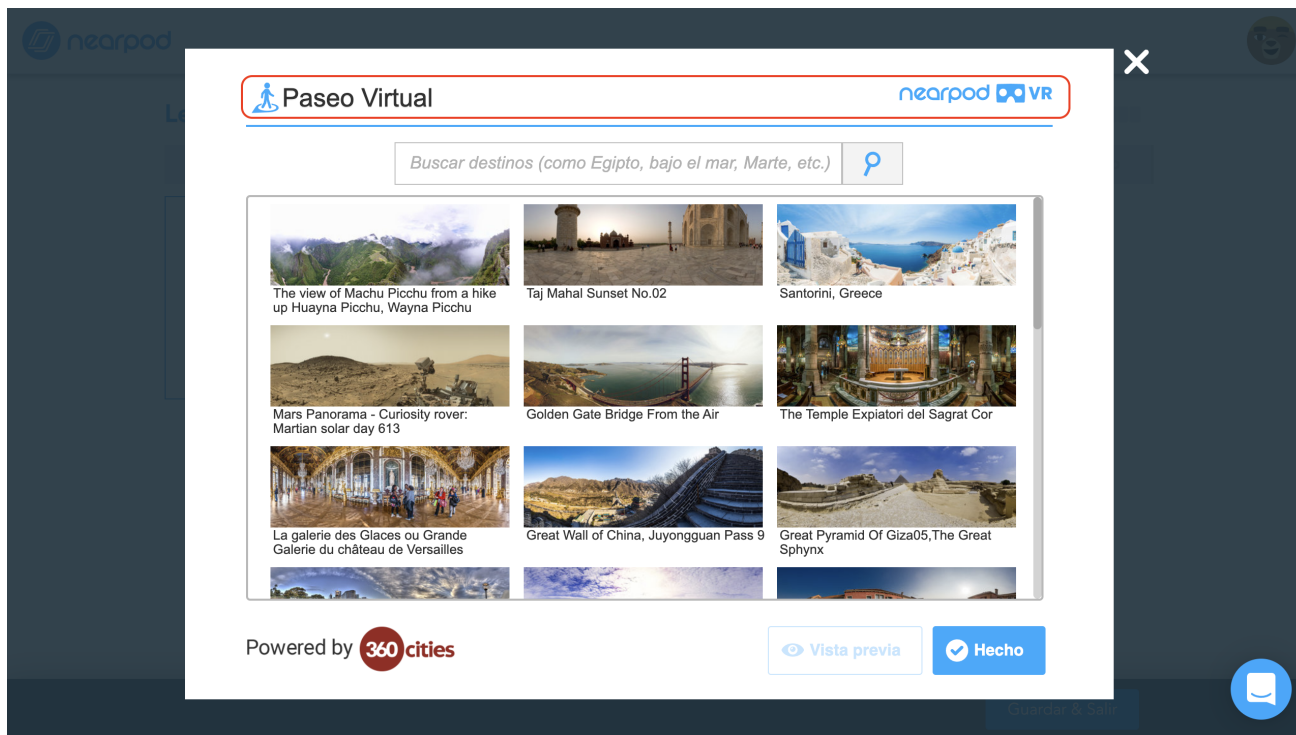 nearpod
Le
Paseo Virtual
nearpod VR
Buscar destinos (como Egipto, bajo el mar, Marte, etc.)
The view of Machu Picchu from a hike
up Huayna Picchu, Wayna Picchu
Taj Mahal Sunset No.02
Santorini, Greece
Mars Panorama - Curiosity rover:
Martian solar day 613
Golden Gate Bridge From the Air
The Temple Expiatori del Sagrat Cor
La galerie des Glaces ou Grande
Galerie du château de Versailles
Great Wall of China, Juyongguan Pass 9
Great Pyramid Of Giza05,The Great
Sphynx
Powered by 360 cities
Vista previa
Hecho
Guardar & Salir